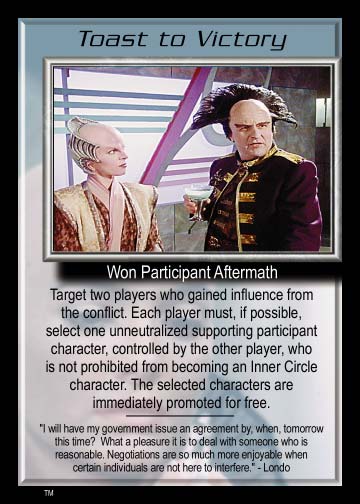 Toast to Victory
Won Participant Aftermath
Target two players who gained influence from
the conflict. Each player must, if possible,
select one unneutralized supporting participant
character, controlled by the other player, who
is not prohibited from becoming an Inner Circle
character. The selected characters are
immediately promoted for free.
"I will have my government issue an agreement by, when, tomorrow
this time? What a pleasure it is to deal with someone who is
reasonable. Negotiations are so much more enjoyable when
certain individuals are not here to interfere." - Londo
TM